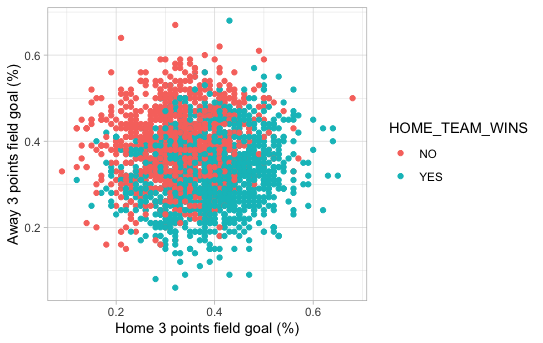 0.6
0.4
0.2
Away 3 points field goal (%)
0.2 0.4 0.6
Home 3 points field goal (%)
HOME_TEAM_WINS
NO
YES